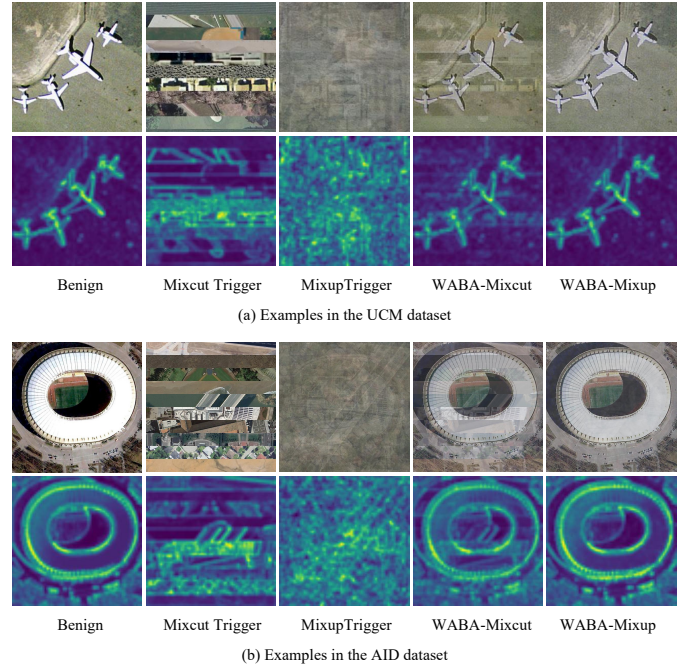 Benign Mixcut Trigger MixupTrigger WABA-Mixcut WABA-Mixup
(a) Examples in the UCM dataset
Benign Mixcut Trigger MixupTrigger WABA-Mixcut WABA-Mixup
(b) Examples in the AID dataset